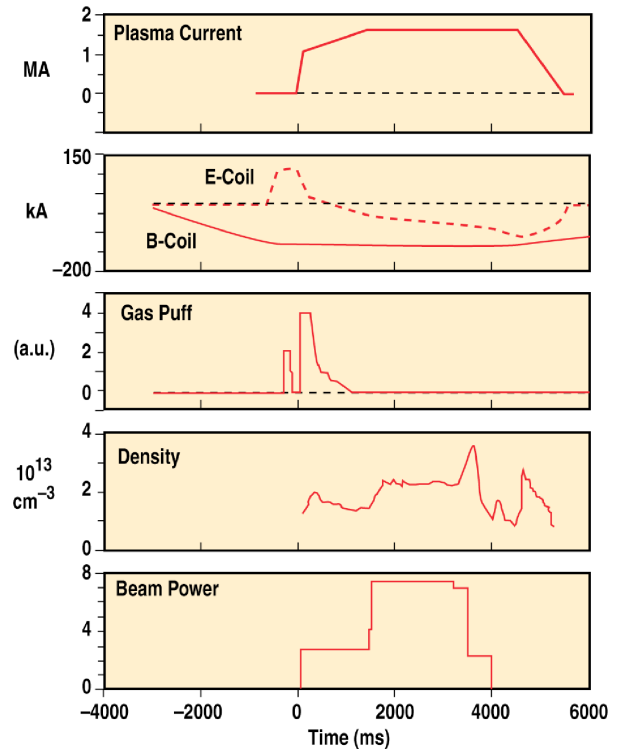 2
Plasma Current
MA
1
0
150
E-Coil
kA
B-Coil
−200
4
Gas Puff
(a.u.)
2
0
4
Density
10¹³
cm⁻³
2
0
8
Beam Power
4
0
−4000 −2000 0 2000 4000 6000
Time (ms)